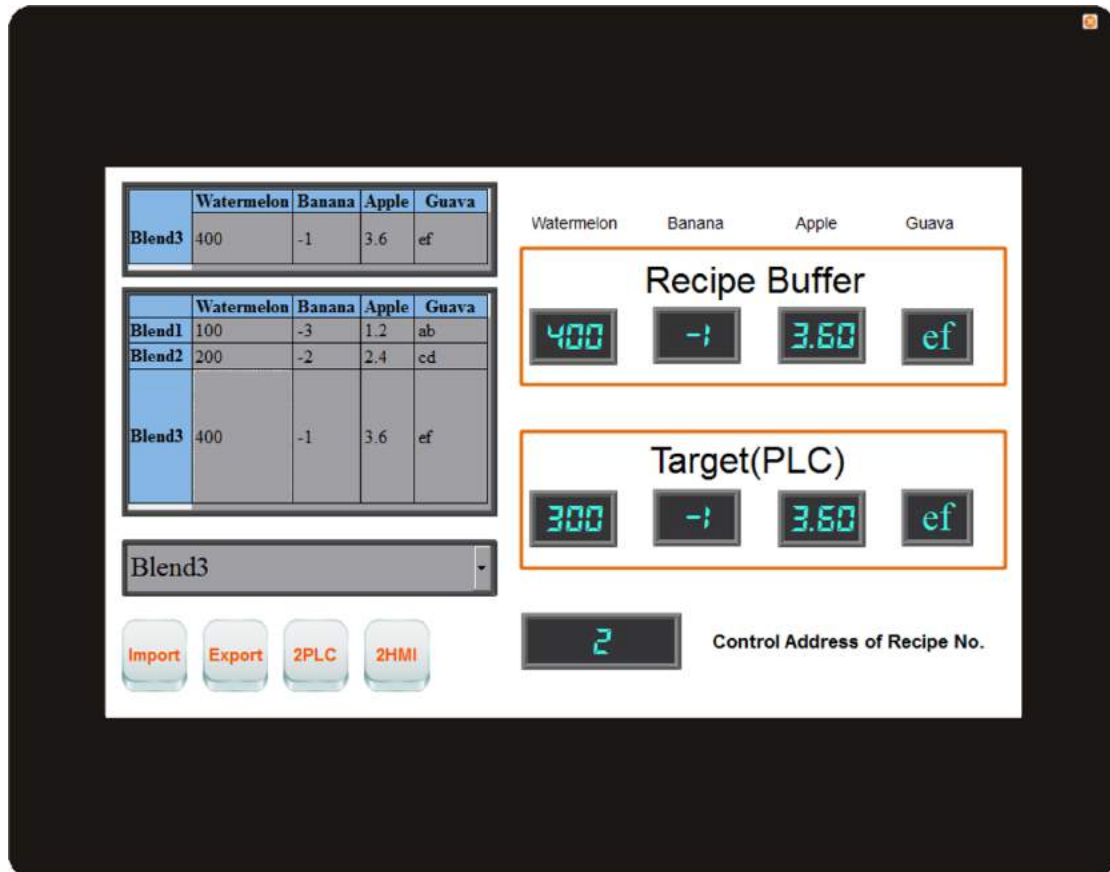 Watermelon Banana Apple Guava
Blend3 400 -1 3.6 ef
Watermelon Banana Apple Guava
Blend1 100 -3 1.2 ab
Blend2 200 -2 2.4 cd
Blend3 400 -1 3.6 ef
Blend3
Import Export 2PLC 2HMI
Watermelon Banana Apple Guava
Recipe Buffer
400 -1 3.60 ef
Target(PLC)
300 -1 3.60 ef
2 Control Address of Recipe No.